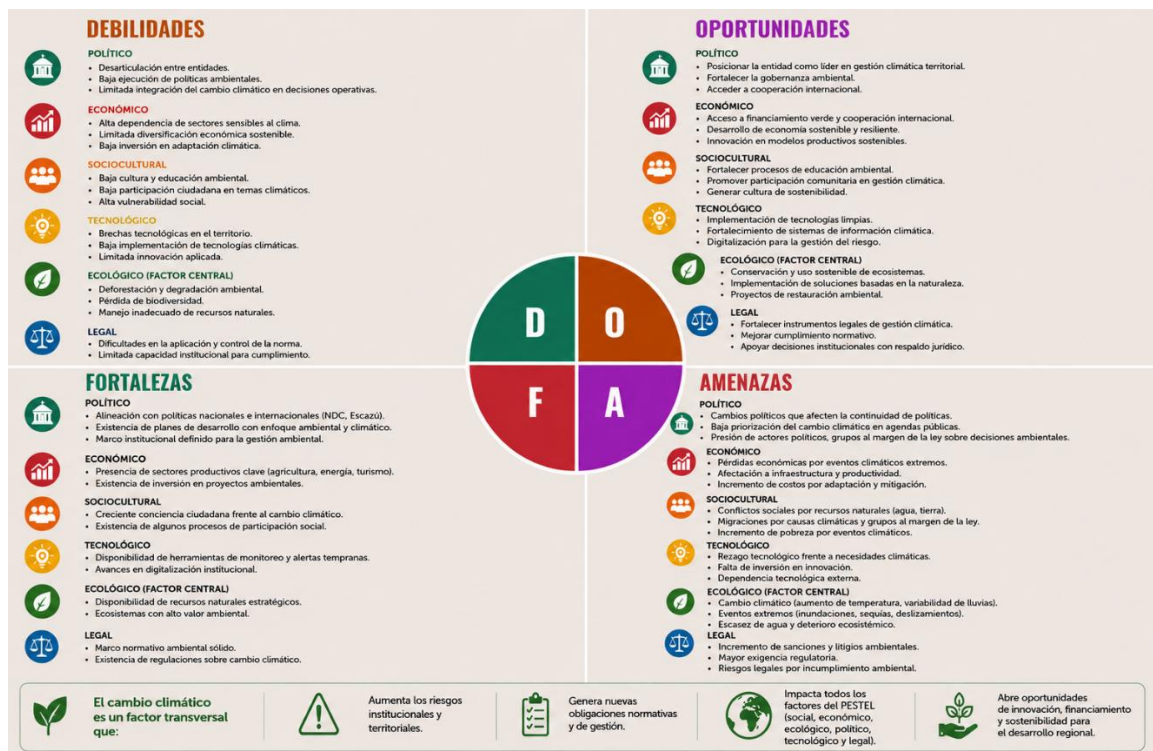 DEBILIDADES
POLÍTICO
• Desarticulación entre entidades.
• Baja ejecución de políticas ambientales.
• Limitada integración del cambio climático en decisiones operativas.
ECONÓMICO
• Alta dependencia de sectores sensibles al clima.
• Limitada diversificación económica sostenible.
• Baja inversión en adaptación climática.
SOCIOCULTURAL
• Baja cultura y educación ambiental.
• Baja participación ciudadana en temas climáticos.
• Alta vulnerabilidad social.
TECNOLÓGICO
• Brechas tecnológicas en el territorio.
• Baja implementación de tecnologías climáticas.
• Limitada innovación aplicada.
ECOLÓGICO (FACTOR CENTRAL)
• Deforestación y degradación ambiental.
• Pérdida de biodiversidad.
• Manejo inadecuado de recursos naturales.
LEGAL
• Dificultades en la aplicación y control de la norma.
• Limitada capacidad institucional para cumplimiento.
OPORTUNIDADES
POLÍTICO
• Posicionar la entidad como líder en gestión climática territorial.
• Fortalecer la gobernanza ambiental.
• Acceder a cooperación internacional.
ECONÓMICO
• Acceso a financiamiento verde y cooperación internacional.
• Desarrollo de economía sostenible y resiliente.
• Innovación en modelos productivos sostenibles.
SOCIOCULTURAL
• Fortalecer procesos de educación ambiental.
• Promover participación comunitaria en gestión climática.
• Generar cultura de sostenibilidad.
TECNOLÓGICO
• Implementación de tecnologías limpias.
• Fortalecimiento de sistemas de información climática.
• Digitalización para la gestión del riesgo.
ECOLÓGICO (FACTOR CENTRAL)
• Conservación y uso sostenible de ecosistemas.
• Implementación de soluciones basadas en la naturaleza.
• Proyectos de restauración ambiental.
LEGAL
• Fortalecer instrumentos legales de gestión climática.
• Mejorar cumplimiento normativo.
• Apoyar decisiones institucionales con respaldo jurídico.
D O
F A
FORTALEZAS
POLÍTICO
• Alineación con políticas nacionales e internacionales (NDC, Escazú).
• Existencia de planes de desarrollo con enfoque ambiental y climático.
• Marco institucional definido para la gestión ambiental.
ECONÓMICO
• Presencia de sectores productivos clave (agricultura, energía, turismo).
• Existencia de inversión en proyectos ambientales.
SOCIOCULTURAL
• Creciente conciencia ciudadana frente al cambio climático.
• Existencia de algunos procesos de participación social.
TECNOLÓGICO
• Disponibilidad de herramientas de monitoreo y alertas tempranas.
• Avances en digitalización institucional.
ECOLÓGICO (FACTOR CENTRAL)
• Disponibilidad de recursos naturales estratégicos.
• Ecosistemas con alto valor ambiental.
LEGAL
• Marco normativo ambiental sólido.
• Existencia de regulaciones sobre cambio climático.
AMENAZAS
POLÍTICO
• Cambios políticos que afecten la continuidad de políticas.
• Baja priorización del cambio climático en agendas públicas.
• Presión de actores políticos, grupos al margen de la ley sobre decisiones ambientales.
ECONÓMICO
• Pérdidas económicas por eventos climáticos extremos.
• Afectación a infraestructura y productividad.
• Incremento de costos por adaptación y mitigación.
SOCIOCULTURAL
• Conflictos sociales por recursos naturales (agua, tierra).
• Migraciones por causas climáticas y grupos al margen de la ley.
• Incremento de pobreza por eventos climáticos.
TECNOLÓGICO
• Rezago tecnológico frente a necesidades climáticas.
• Falta de inversión en innovación.
• Dependencia tecnológica externa.
ECOLÓGICO (FACTOR CENTRAL)
• Cambio climático (aumento de temperatura, variabilidad de lluvias).
• Eventos extremos (inundaciones, sequías, deslizamientos).
• Escasez de agua y deterioro ecosistémico.
LEGAL
• Incremento de sanciones y litigios ambientales.
• Mayor exigencia regulatoria.
• Riesgos legales por incumplimiento ambiental.
El cambio climático
es un factor transversal
que:
Aumenta los riesgos
institucionales y
territoriales.
Genera nuevas
obligaciones normativas
y de gestión.
Impacta todos los
factores del PESTEL
(social, económico,
ecológico, político,
tecnológico y legal).
Abre oportunidades
de innovación, financiamiento
y sostenibilidad para
el desarrollo regional.